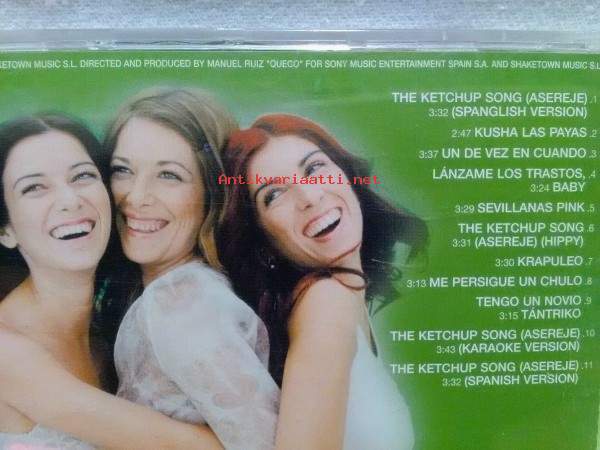 KETOWN MUSIC S.L. DIRECTED AND PRODUCED BY MANUEL RUIZ "QUECO" FOR SONY MUSIC ENTERTAINMENT SPAIN S.A. AND SHAKETOWN MUSIC S.L
THE KETCHUP SONG (ASEREJE) .1
3:32 (SPANGLISH VERSION)
2:47 KUSHA LAS PAYAS .2
3:37 UN DE VEZ EN CUANDO .3
LÁNZAME LOS TRASTOS, .4
3:24 BABY
3:29 SEVILLANAS PINK .5
THE KETCHUP SONG .6
3:31 (ASEREJE) (HIPPY)
3:30 KRAPULEO .7
3:13 ME PERSIGUE UN CHULO .8
TENGO UN NOVIO .9
3:15 TÁNTRIKO
THE KETCHUP SONG (ASEREJE) .10
3:43 (KARAOKE VERSION)
THE KETCHUP SONG (ASEREJE) .11
3:32 (SPANISH VERSION)
Antikvariaatti.net